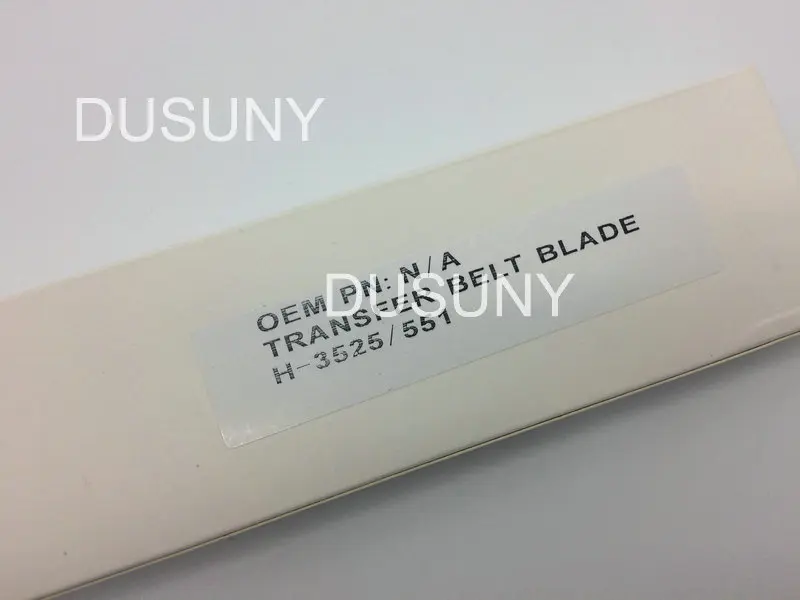 DUSUNY
OEM PN: N/A
TRANSFER BELT BLADE
DUSUNY
H-3525/551